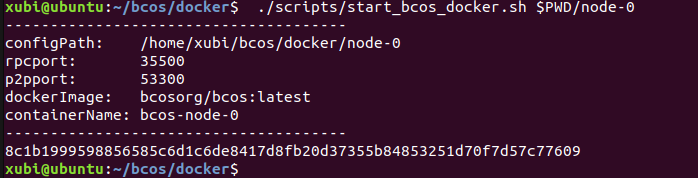 xubi@ubuntu:~/bcos/docker$  ./scripts/start_bcos_docker.sh $PWD/node-0
---------------------------------------
configPath:    /home/xubi/bcos/docker/node-0
rpcport:       35500
p2pport:       53300
dockerImage:   bcosorg/bcos:latest
containerName: bcos-node-0
---------------------------------------
8c1b1999598856585c6d1c6de8417d8fb20d37355b84853251d70f7d57c77609
xubi@ubuntu:~/bcos/docker$